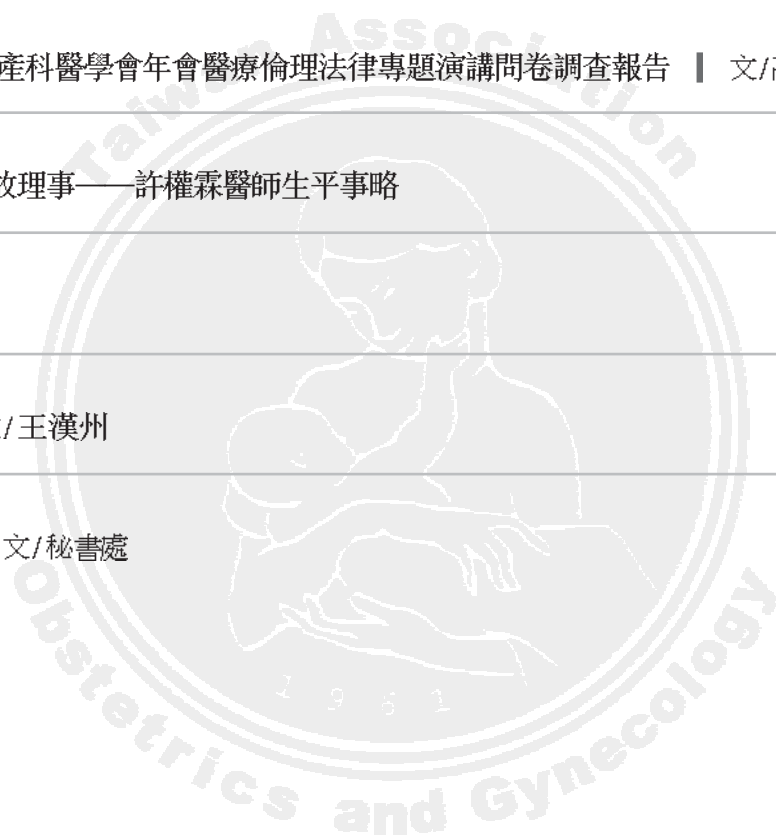 產科醫學會年會醫療倫理法律專題演講問卷調查報告 ▎ 文/
理事——許權霖醫師生平事略
/王漢州
文/秘書處
Taiwan Association
Obstetrics and Gynecology
1961